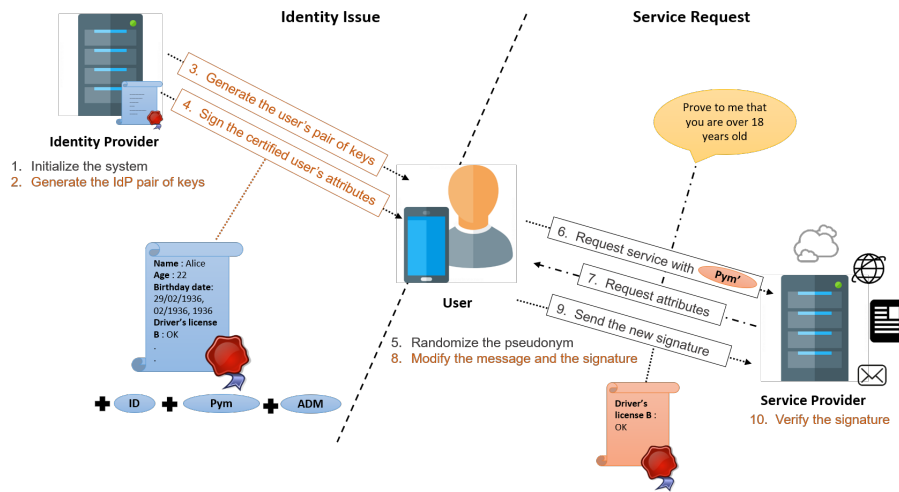 Identity Issue
Service Request
3. Generate the user's pair of keys
4. Sign the certified user's attributes
Prove to me that
you are over 18
years old
Identity Provider
1. Initialize the system
2. Generate the IdP pair of keys
Name : Alice
Age : 22
Birthday date:
29/02/1936,
02/1936, 1936
Driver's license
B : OK
.
.
+ ID + Pym + ADM
User
5. Randomize the pseudonym
8. Modify the message and the signature
6. Request service with Pym'
7. Request attributes
9. Send the new signature
Driver's
license B :
OK
Service Provider
10. Verify the signature